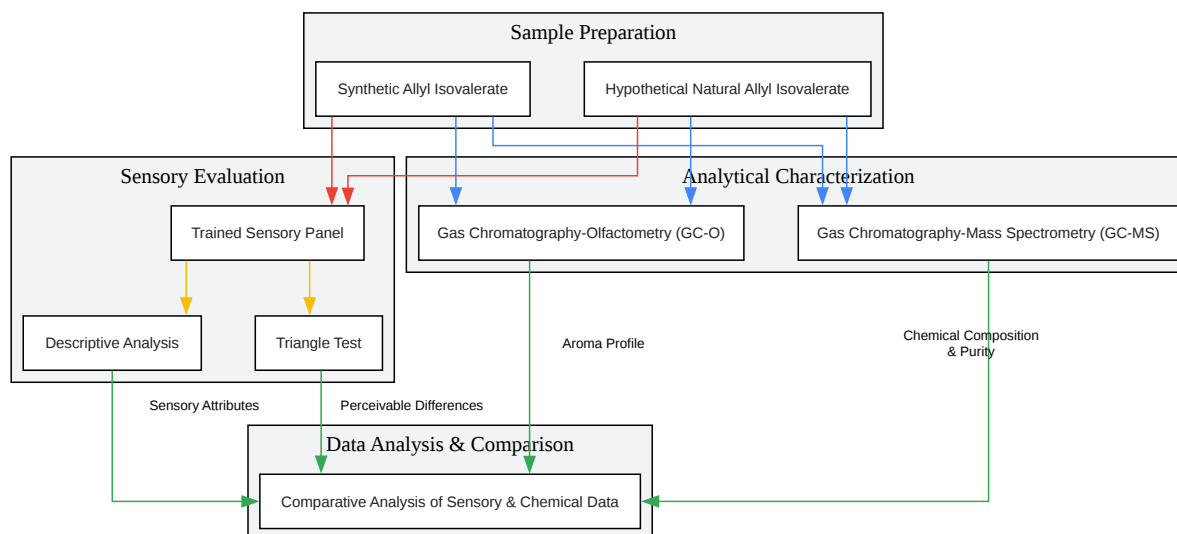 Sample Preparation
Synthetic Allyl Isovalerate
Hypothetical Natural Allyl Isovalerate
Sensory Evaluation
Analytical Characterization
Trained Sensory Panel
Gas Chromatography-Olfactometry (GC-O)
Gas Chromatography-Mass Spectrometry (GC-MS)
Descriptive Analysis
Triangle Test
Aroma Profile
Chemical Composition
& Purity
Sensory Attributes
Perceivable Differences
Data Analysis & Comparison
Comparative Analysis of Sensory & Chemical Data